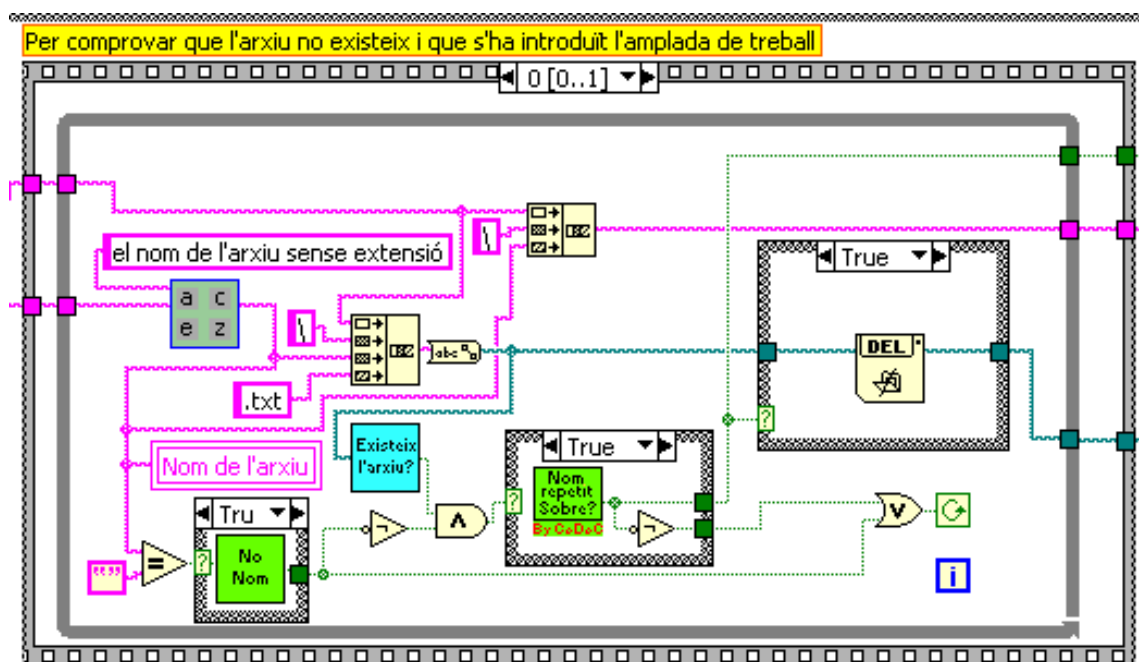 Per comprovar que l'arxiu no existeix i que s'ha introduït l'amplada de treball
0 [0..1]
\
el nom de l'arxiu sense extensió
True
a c
e z
\
DEL
abc
.txt
Existeix
l'arxiu?
True
Nom de l'arxiu
Nom
repetit
Sobre?
By CeDeC
Tru
?
?
?
V
Λ
=
No
Nom
""
i